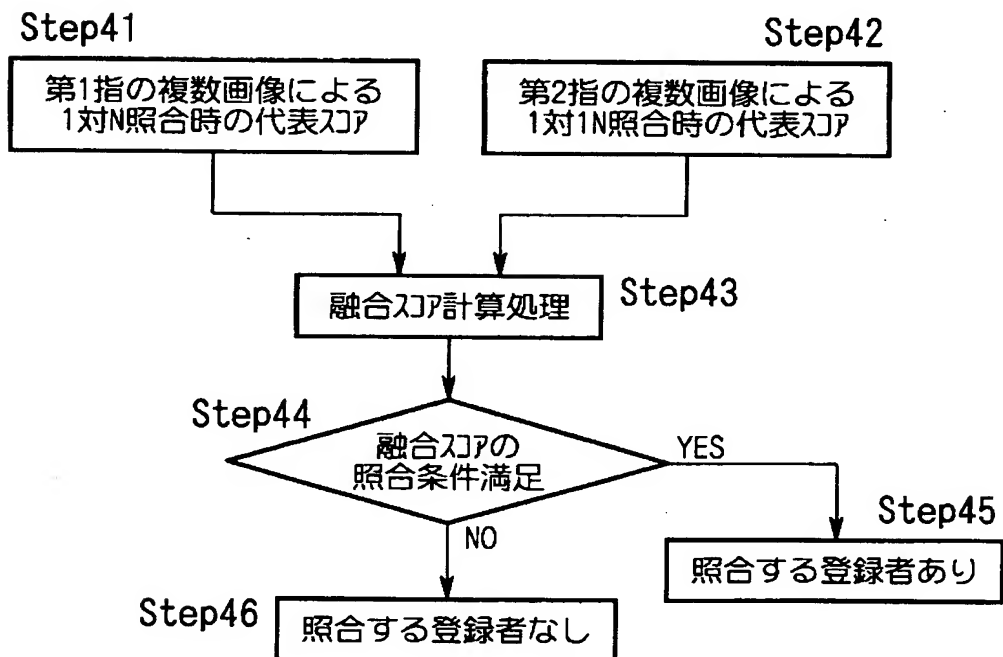 Step41
第1指の複数画像による
1対N照合時の代表ｽｺｱ
Step42
第2指の複数画像による
1対1N照合時の代表ｽｺｱ
融合ｽｺｱ計算処理
Step43
Step44
融合ｽｺｱの
照合条件満足
YES
NO
Step45
照合する登録者あり
Step46
照合する登録者なし